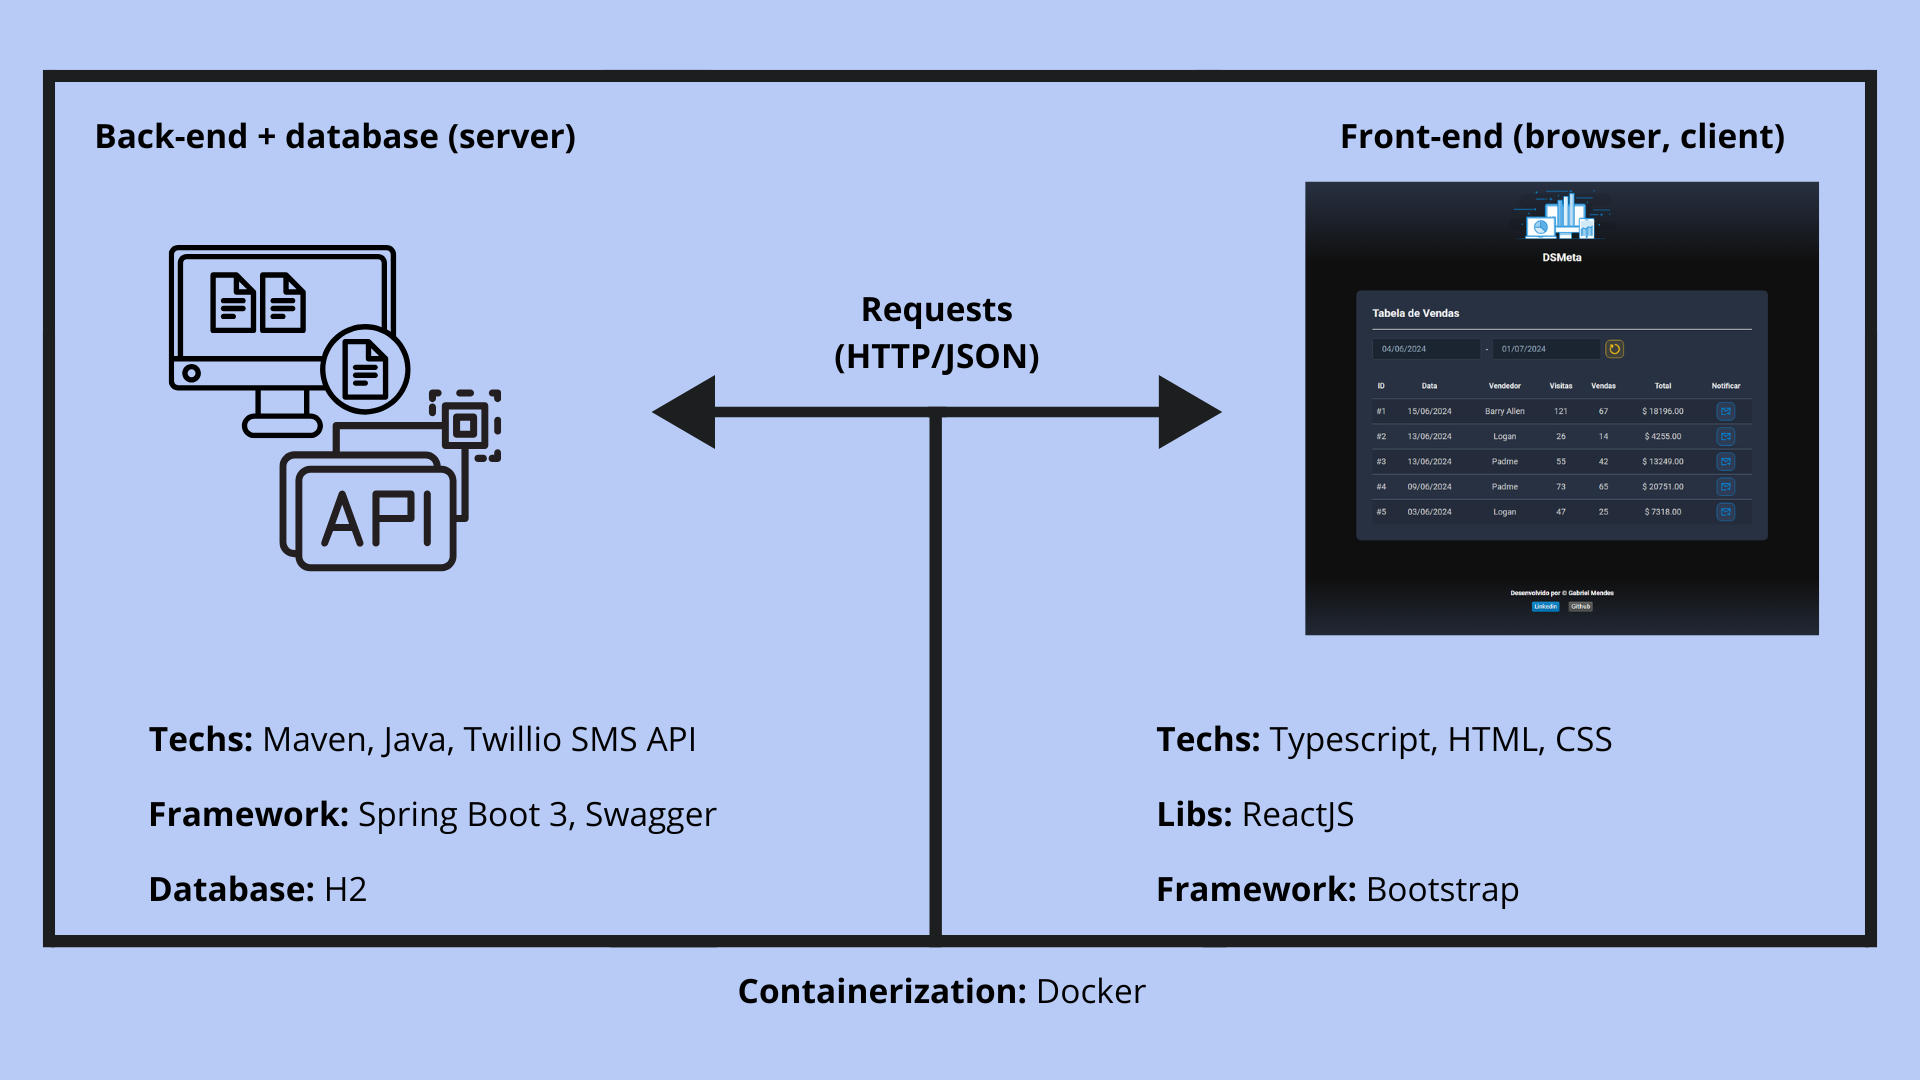 Back-end + database (server)
Front-end (browser, client)
DSMeta
Tabela de Vendas
04/06/2024 - 01/07/2024
ID Data Vendedor Visitas Vendas Total Notificar
#1 15/06/2024 Barry Allen 121 67 $ 18196.00
#2 13/06/2024 Logan 26 14 $ 4255.00
#3 13/06/2024 Padme 55 42 $ 13249.00
#4 09/06/2024 Padme 73 65 $ 20751.00
#5 03/06/2024 Logan 47 25 $ 7318.00
Desenvolvido por © Gabriel Mendes
Linkedin Github
Requests
(HTTP/JSON)
API
Techs: Maven, Java, Twillio SMS API
Framework: Spring Boot 3, Swagger
Database: H2
Techs: Typescript, HTML, CSS
Libs: ReactJS
Framework: Bootstrap
Containerization: Docker